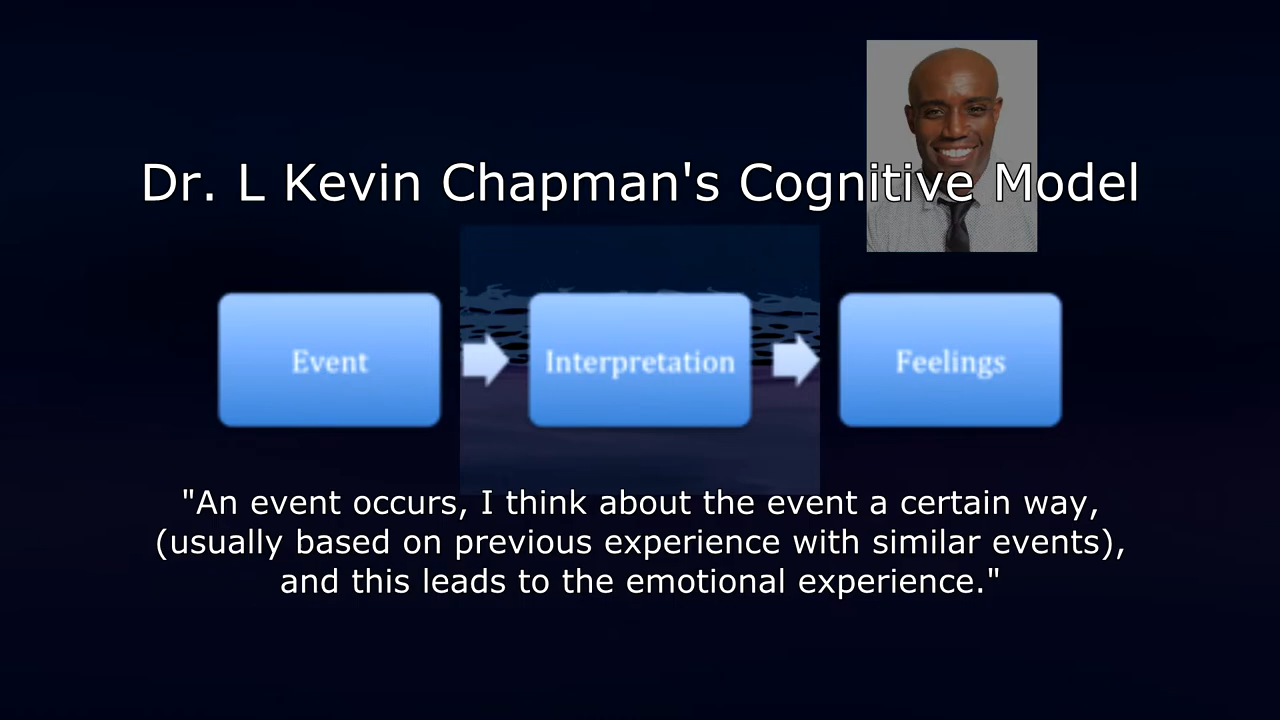 Dr. L Kevin Chapman's Cognitive Model
Event
Interpretation
Feelings
"An event occurs, I think about the event a certain way,
(usually based on previous experience with similar events),
and this leads to the emotional experience."